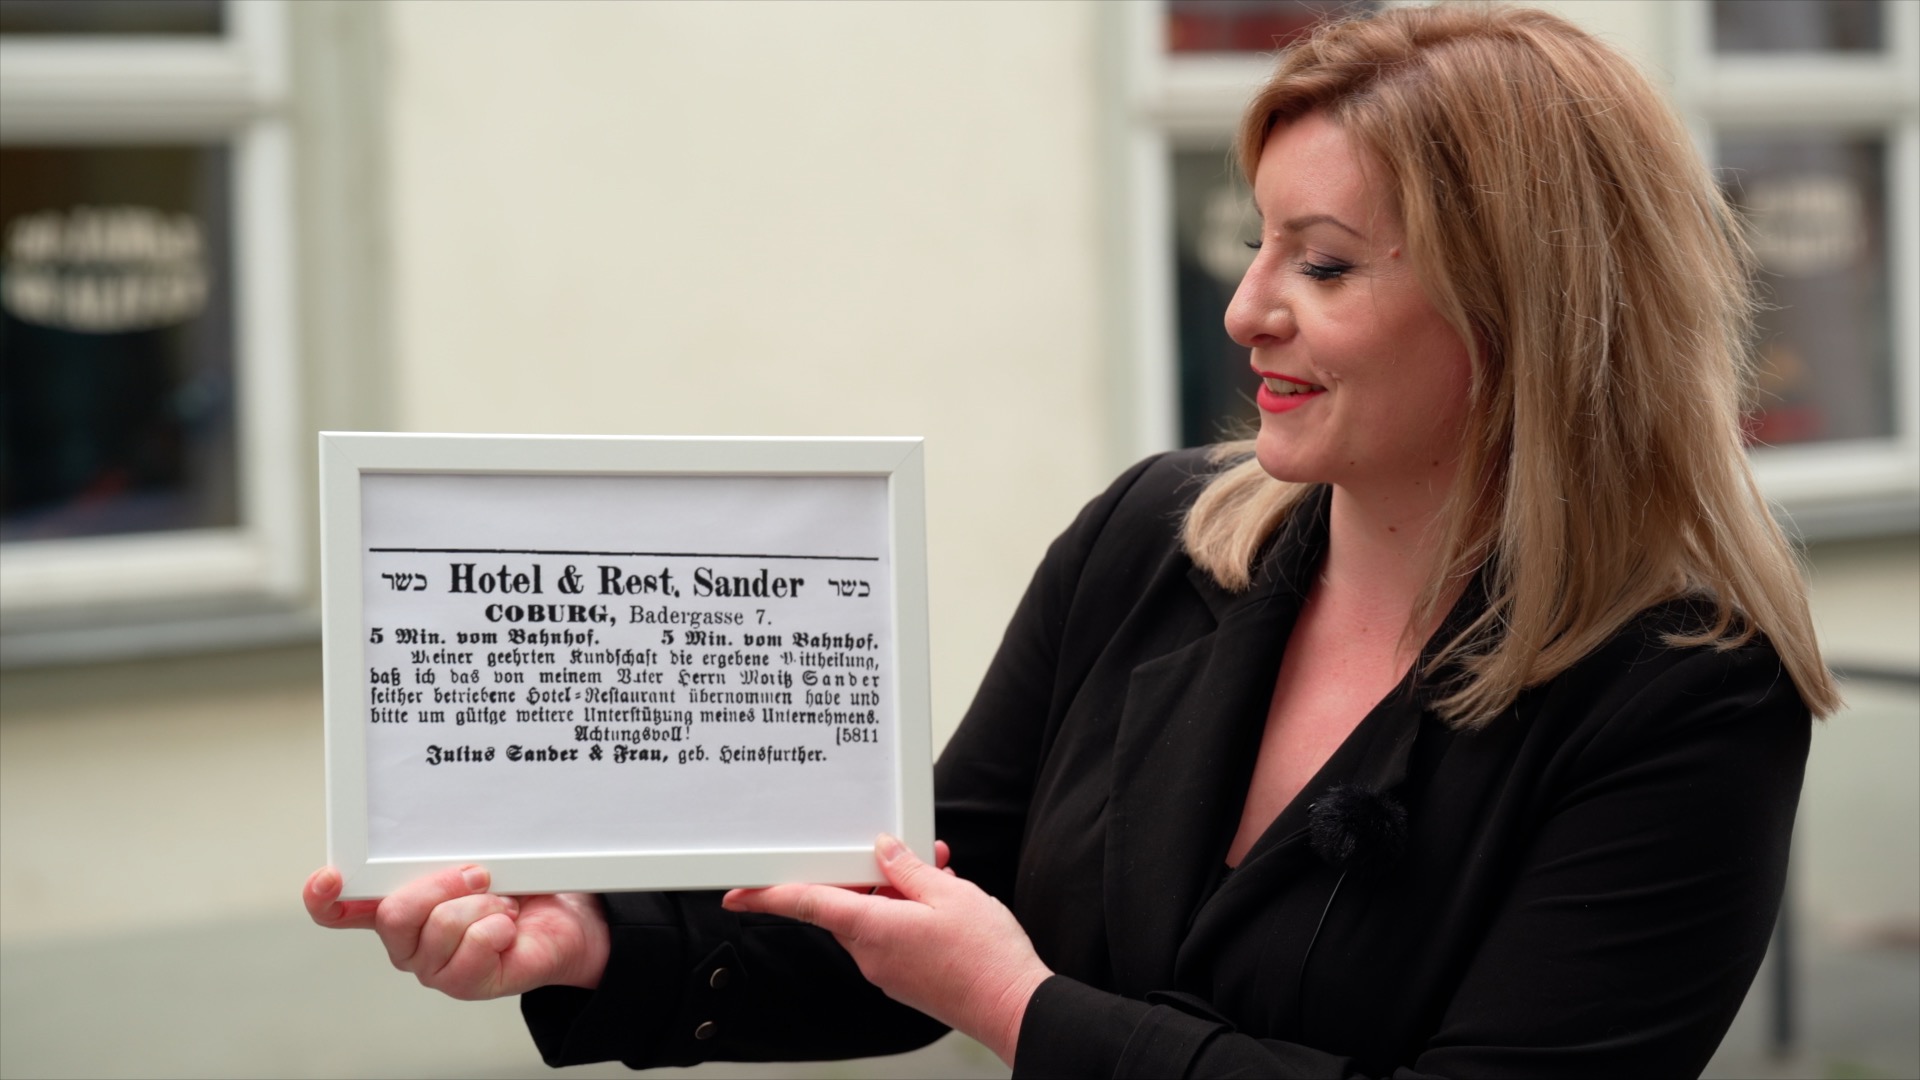 כשר Hotel & Rest. Sander כשר
COBURG, Badergasse 7.
5 Min. vom Bahnhof. 5 Min. vom Bahnhof.
Meiner geehrten Kundschaft die ergebene Mittheilung,
daß ich das von meinem Vater Herrn Moritz Sander
seither betriebene Hotel-Restaurant übernommen habe und
bitte um gütige weitere Unterstützung meines Unternehmens.
Achtungsvoll! [5811
Julius Sander & Frau, geb. Heinsfurther.